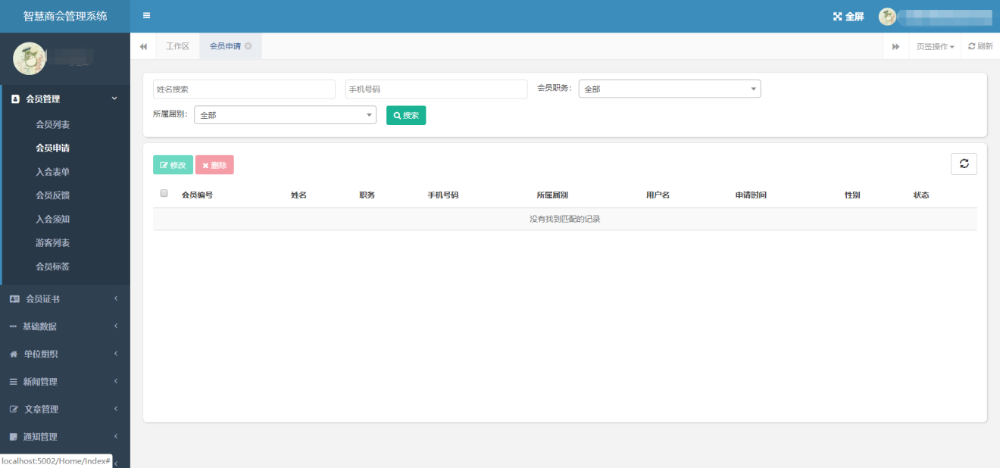 智慧商会管理系统
全屏
工作区
会员申请
页签操作
刷新
会员管理
会员列表
会员申请
入会表单
会员反馈
入会须知
游客列表
会员标签
会员证书
基础数据
单位组织
新闻管理
文章管理
通知管理
localhost:5002/Home/Index#
姓名搜索
手机号码
会员职务：
全部
所属届别：
全部
搜索
修改
删除
会员编号 姓名 职务 手机号码 所属届别 用户名 申请时间 性别 状态
没有找到匹配的记录